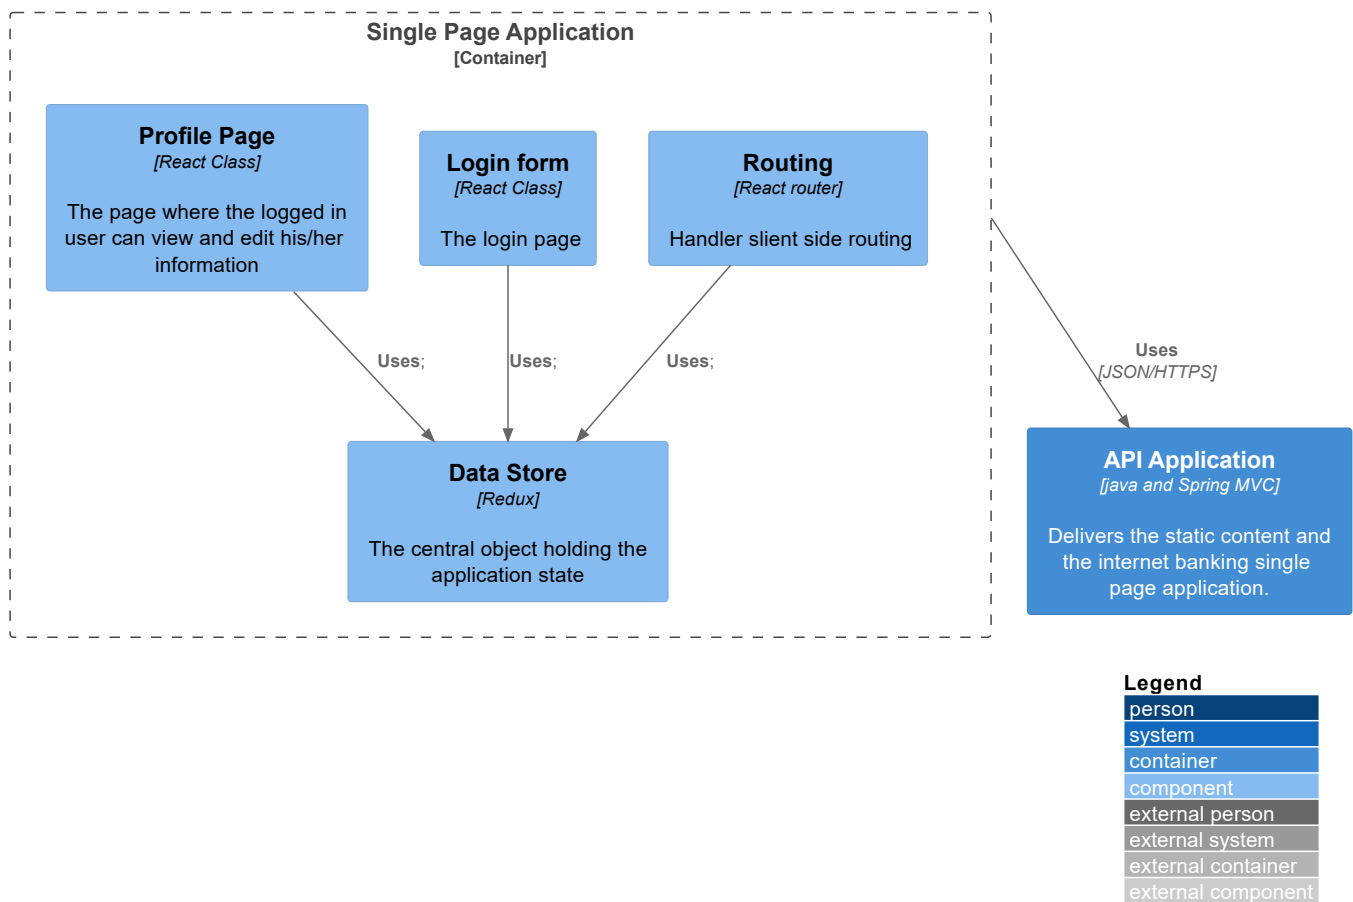 Single Page Application
[Container]
Profile Page
[React Class]
The page where the logged in
user can view and edit his/her
information
Login form
[React Class]
The login page
Routing
[React router]
Handler slient side routing
Uses;
Uses;
Uses;
Uses
[JSON/HTTPS]
Data Store
[Redux]
The central object holding the
application state
API Application
[java and Spring MVC]
Delivers the static content and
the internet banking single
page application.
Legend
person
system
container
component
external person
external system
external container
external component